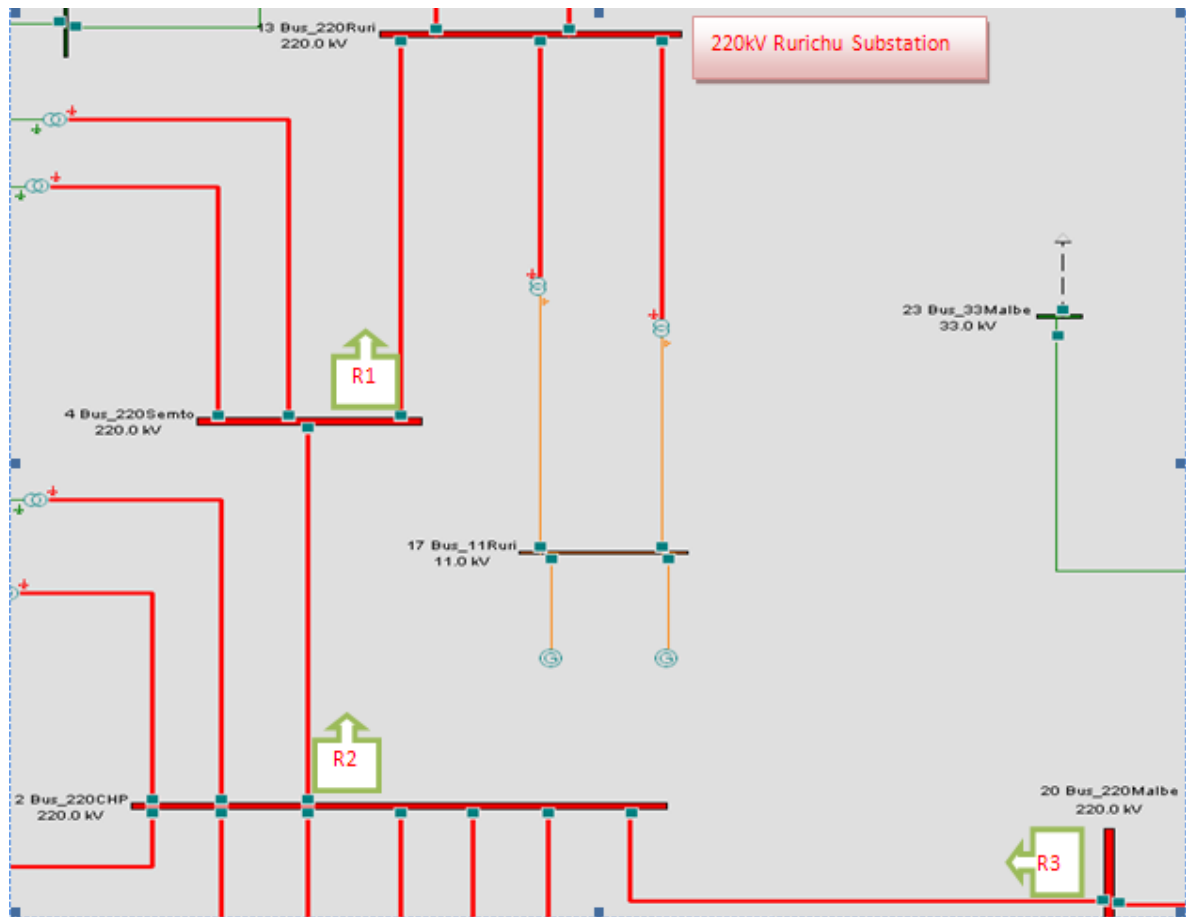 13 Bus_220Ruri
220.0 kV
220kV Rurichu Substation
23 Bus_33Malbe
33.0 kV
R1
4 Bus_220Semto
220.0 kV
17 Bus_11Ruri
11.0 kV
G
G
R2
2 Bus_220CHP
220.0 kV
20 Bus_220Malbe
220.0 kV
R3